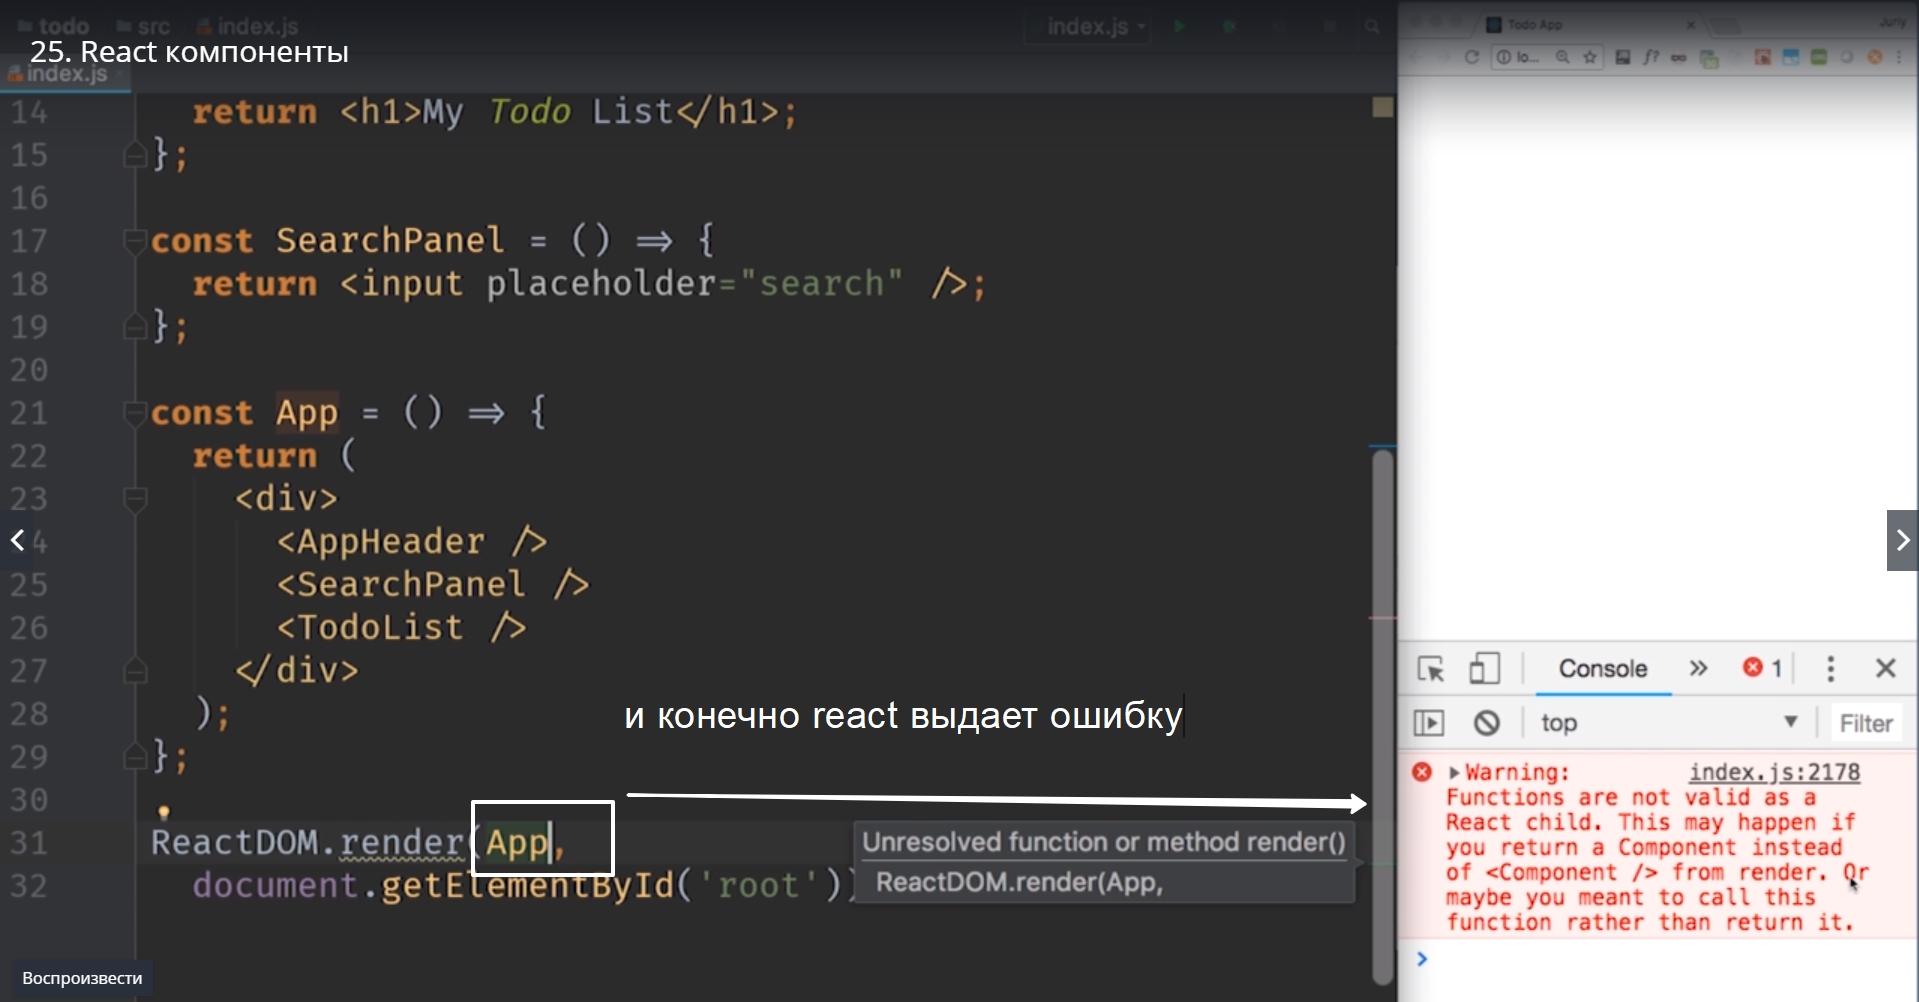 todo src index.js
index.js
Todo App
Juriy
25. React компоненты
index.js
lo...
f?
14 return <h1>My Todo List</h1>;
15 };
16
17 const SearchPanel = () => {
18 return <input placeholder="search" />;
19 };
20
21 const App = () => {
22 return (
23 <div>
4 <AppHeader />
25 <SearchPanel />
26 <TodoList />
27 </div>
28 );
29 };
30
31 ReactDOM.render(App,
32 document.getElementById('root'))
и конечно react выдает ошибку
Unresolved function or method render()
ReactDOM.render(App,
Console
1
top
Filter
Warning: index.js:2178
Functions are not valid as a
React child. This may happen if
you return a Component instead
of <Component /> from render. Or
maybe you meant to call this
function rather than return it.
Воспроизвести